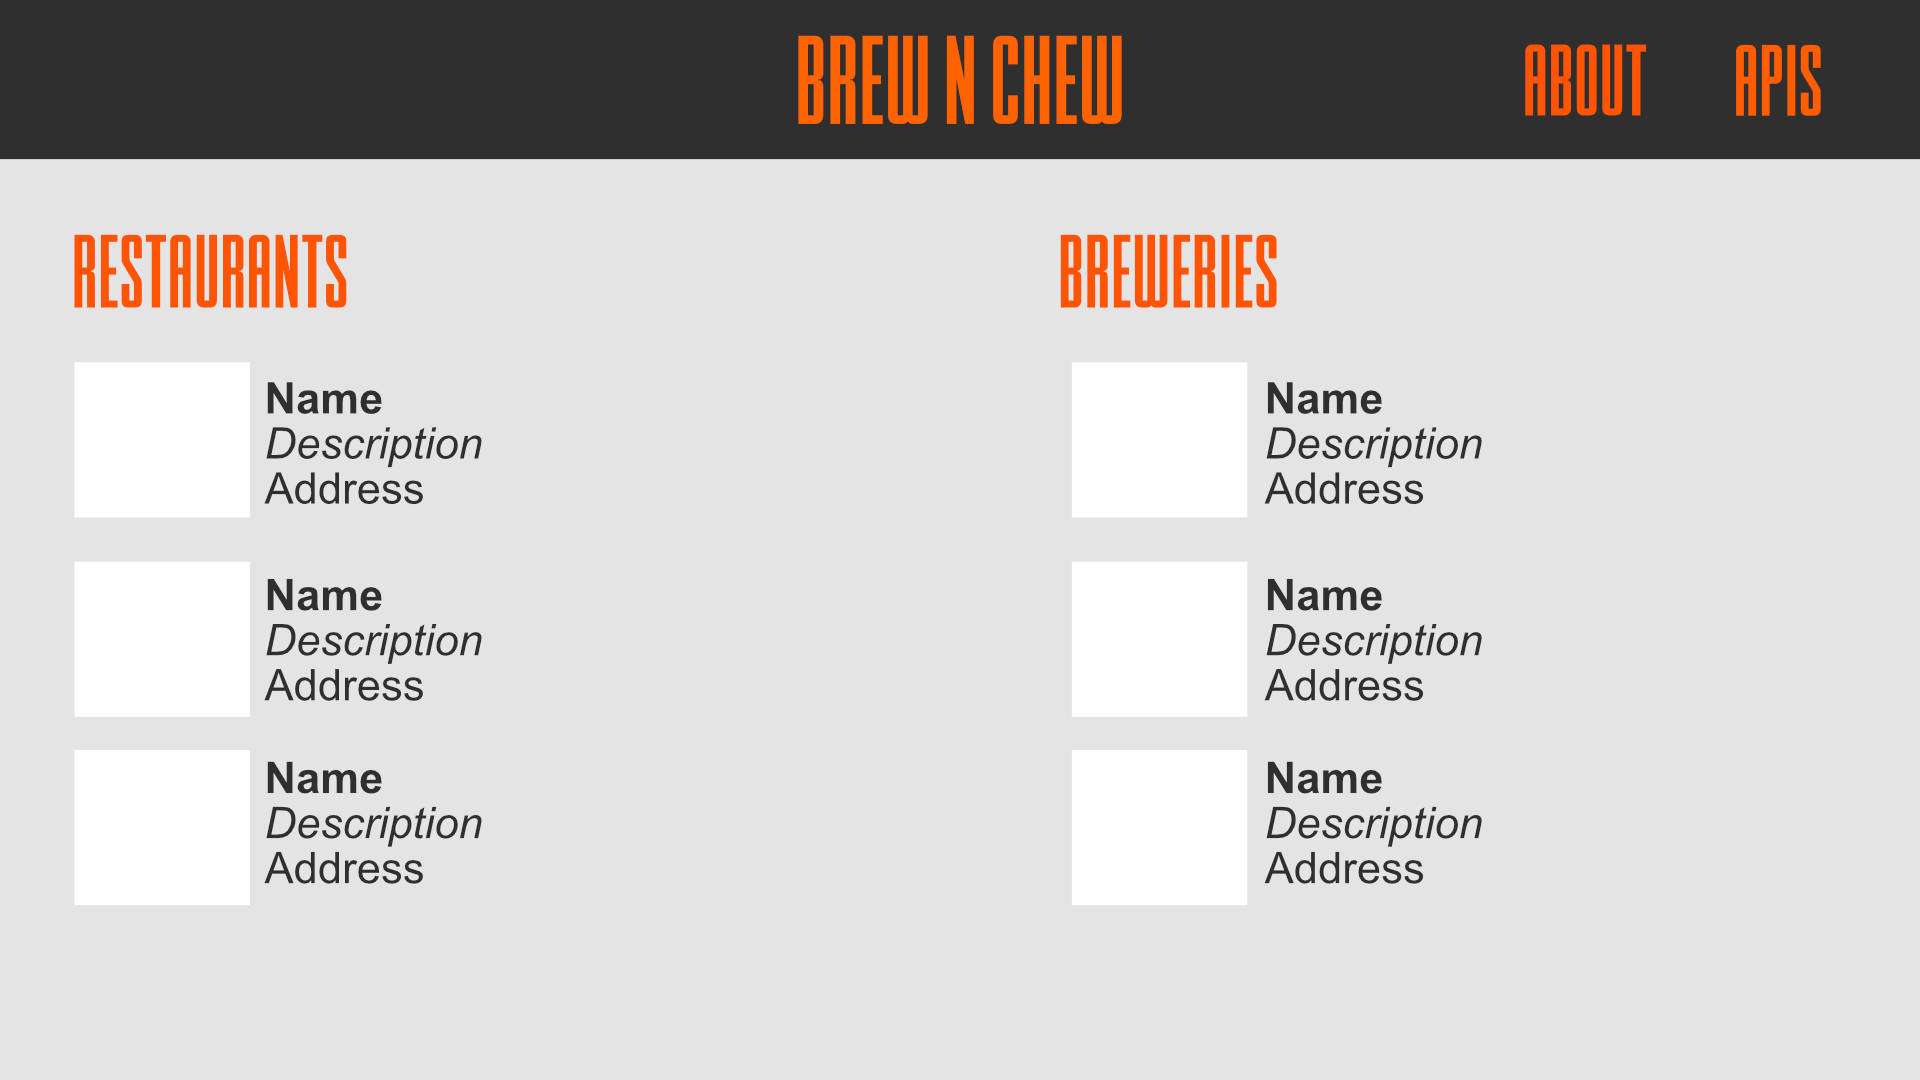 BREW N CHEW
ABOUT
APIS
RESTAURANTS
Name
Description
Address
Name
Description
Address
Name
Description
Address
BREWERIES
Name
Description
Address
Name
Description
Address
Name
Description
Address